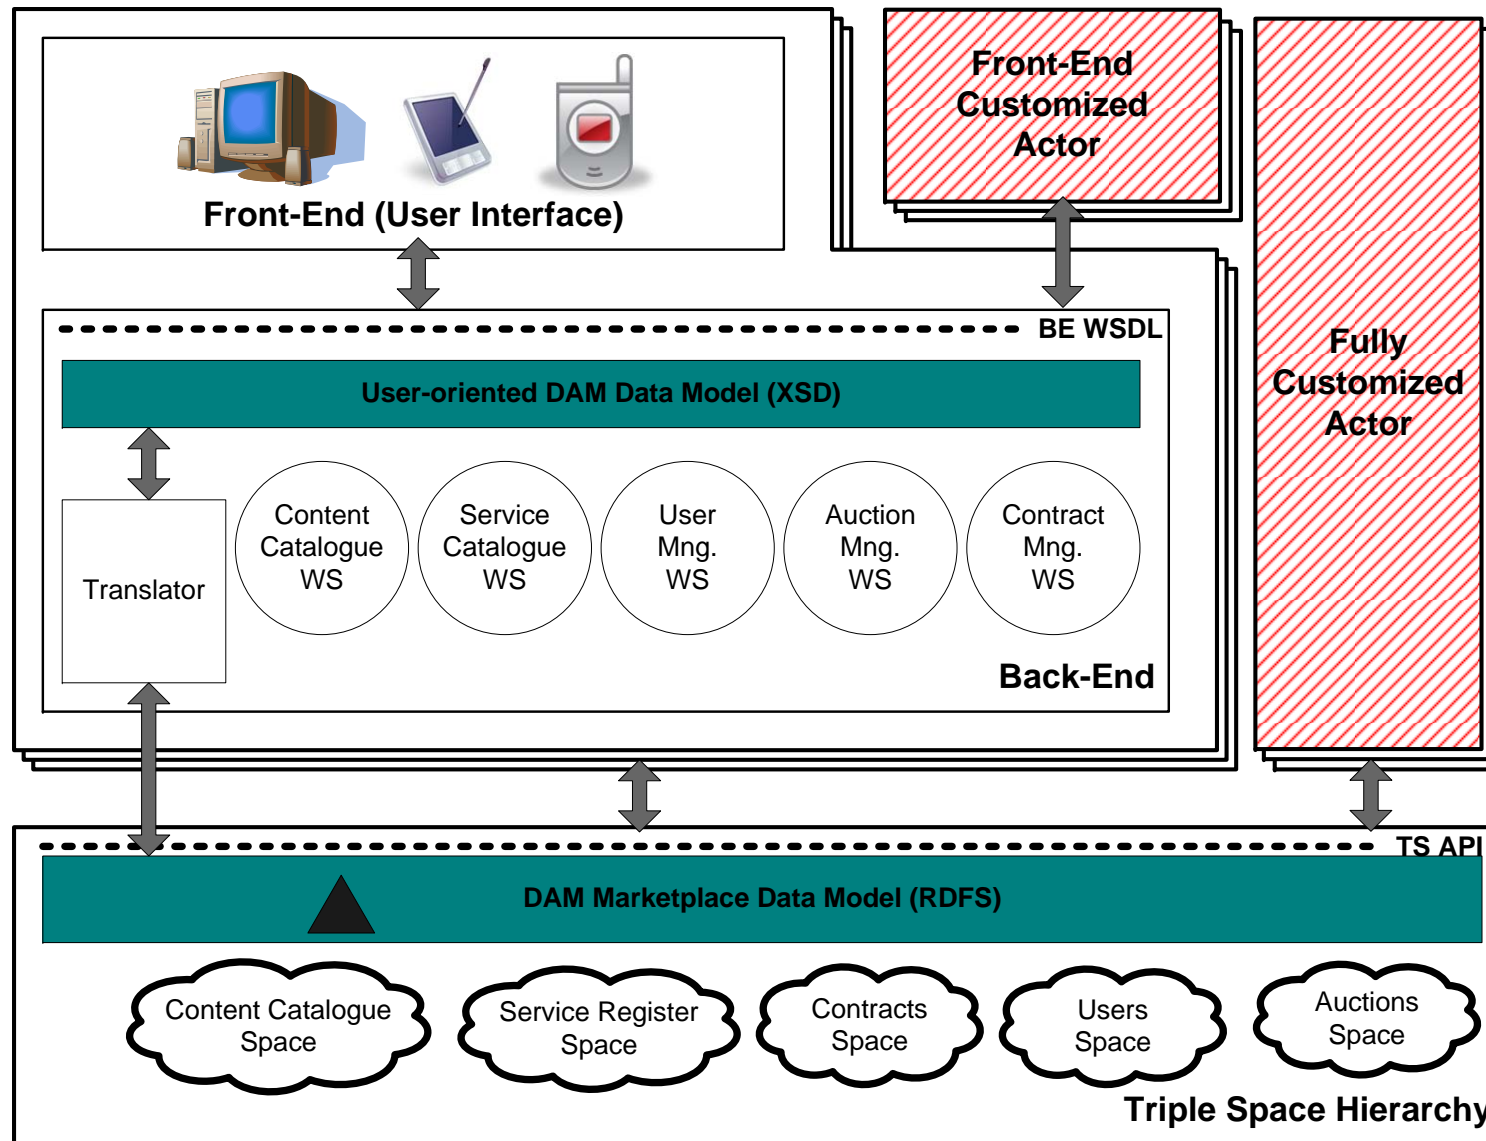 Front-End (User Interface)
Front-End
Customized
Actor
Fully
Customized
Actor
BE WSDL
User-oriented DAM Data Model (XSD)
Translator
Content
Catalogue
WS
Service
Catalogue
WS
User
Mng.
WS
Auction
Mng.
WS
Contract
Mng.
WS
Back-End
TS API
DAM Marketplace Data Model (RDFS)
Content Catalogue
Space
Service Register
Space
Contracts
Space
Users
Space
Auctions
Space
Triple Space Hierarchy